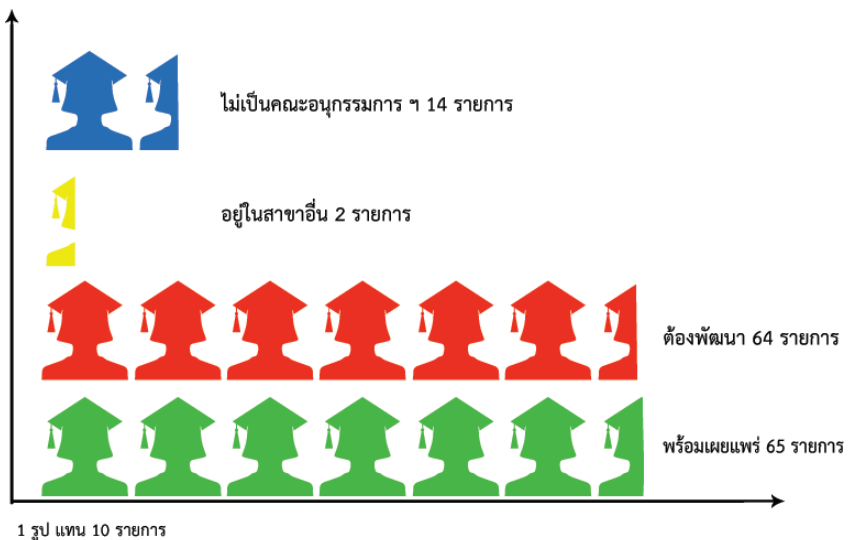 ไม่เป็นคณะอนุกรรมการ ฯ 14 รายการ
อยู่ในสาขาอื่น 2 รายการ
ต้องพัฒนา 64 รายการ
พร้อมเผยแพร่ 65 รายการ
1 รูป แทน 10 รายการ